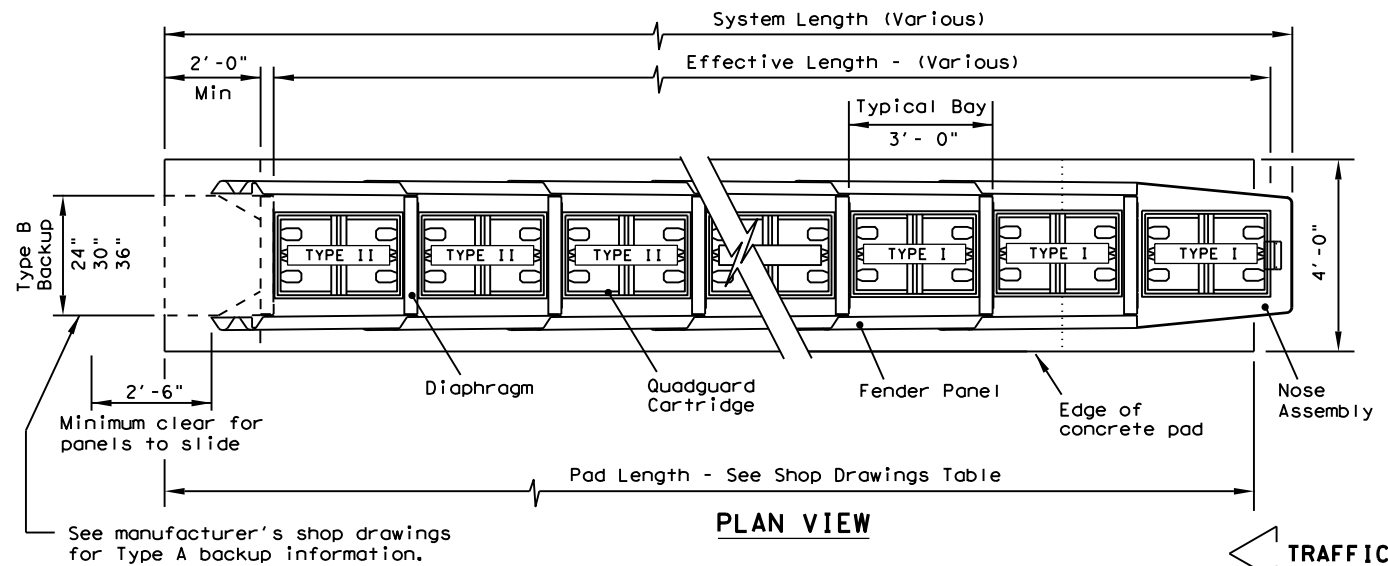 System Length (Various)
2'-0"
Min
Effective Length - (Various)
Typical Bay
3'- 0"
Type B
Backup
24"
30"
36"
TYPE II
TYPE II
TYPE II
TYPE I
TYPE I
TYPE I
4'-0"
2'-6"
Minimum clear for
panels to slide
Diaphragm
Quadguard
Cartridge
Fender Panel
Edge of
concrete pad
Nose
Assembly
Pad Length - See Shop Drawings Table
PLAN VIEW
See manufacturer's shop drawings
for Type A backup information.
TRAFFIC